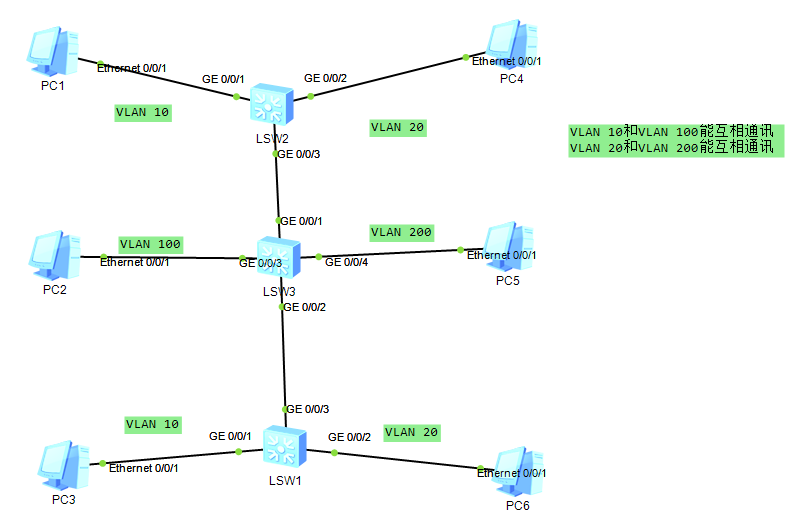 Ethernet 0/0/1
GE 0/0/1
GE 0/0/2
Ethernet 0/0/1
PC1
PC4
VLAN 10
LSW2
VLAN 20
VLAN 10和VLAN 100能互相通讯
VLAN 20和VLAN 200能互相通讯
GE 0/0/3
GE 0/0/1
VLAN 100
VLAN 200
Ethernet 0/0/1
GE 0/0/3
GE 0/0/4
Ethernet 0/0/1
PC2
LSW3
PC5
GE 0/0/2
GE 0/0/3
VLAN 10
VLAN 20
GE 0/0/1
GE 0/0/2
Ethernet 0/0/1
Ethernet 0/0/1
PC3
LSW1
PC6